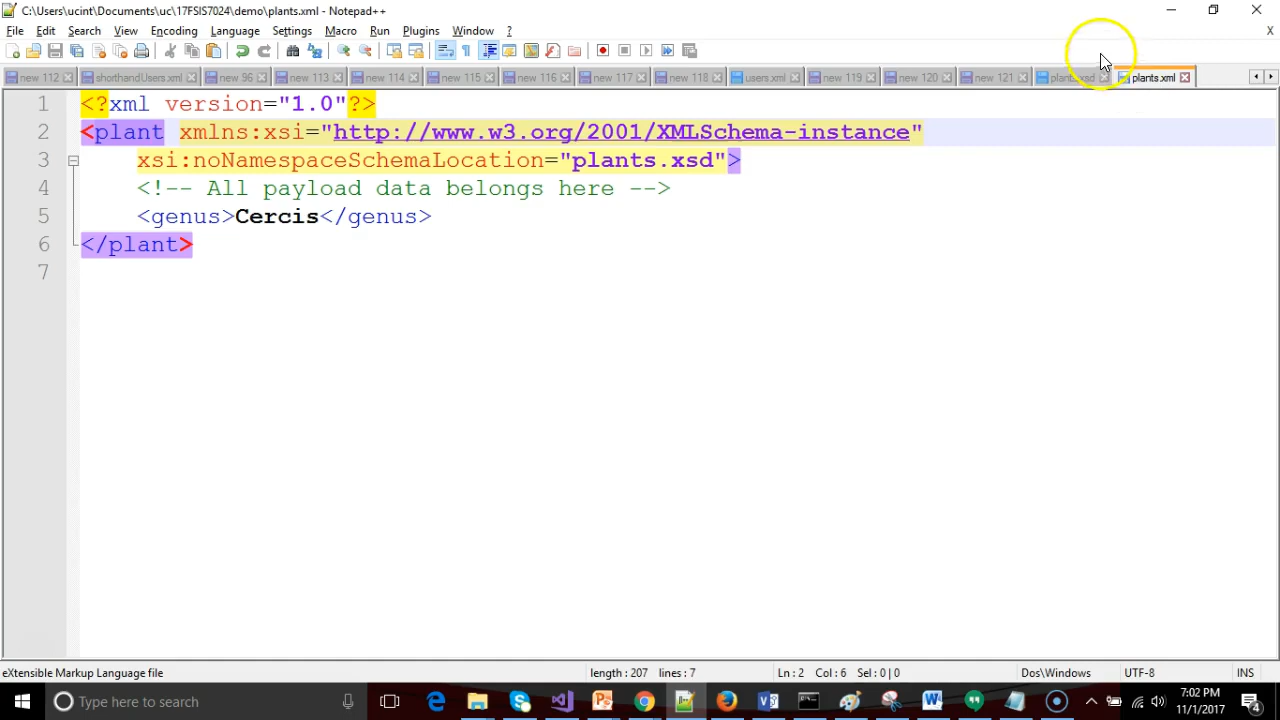 C:\Users\ucint\Documents\uc\17FSIS7024\demo\plants.xml - Notepad++
File Edit Search View Encoding Language Settings Macro Run Plugins Window ? X
new 112 shorthandUsers.xml new 96 new 113 new 114 new 115 new 116 new 117 new 118 users.xml new 119 new 120 new 121 plants.xsd plants.xml
1 <?xml version="1.0"?>
2 <plant xmlns:xsi="http://www.w3.org/2001/XMLSchema-instance"
3 xsi:noNamespaceSchemaLocation="plants.xsd">
4 <!-- All payload data belongs here -->
5 <genus>Cercis</genus>
6 </plant>
7
eXtensible Markup Language file length : 207 lines : 7 Ln : 2 Col : 6 Sel : 0 | 0 Dos\Windows UTF-8 INS
Type here to search 7:02 PM
11/1/2017 4